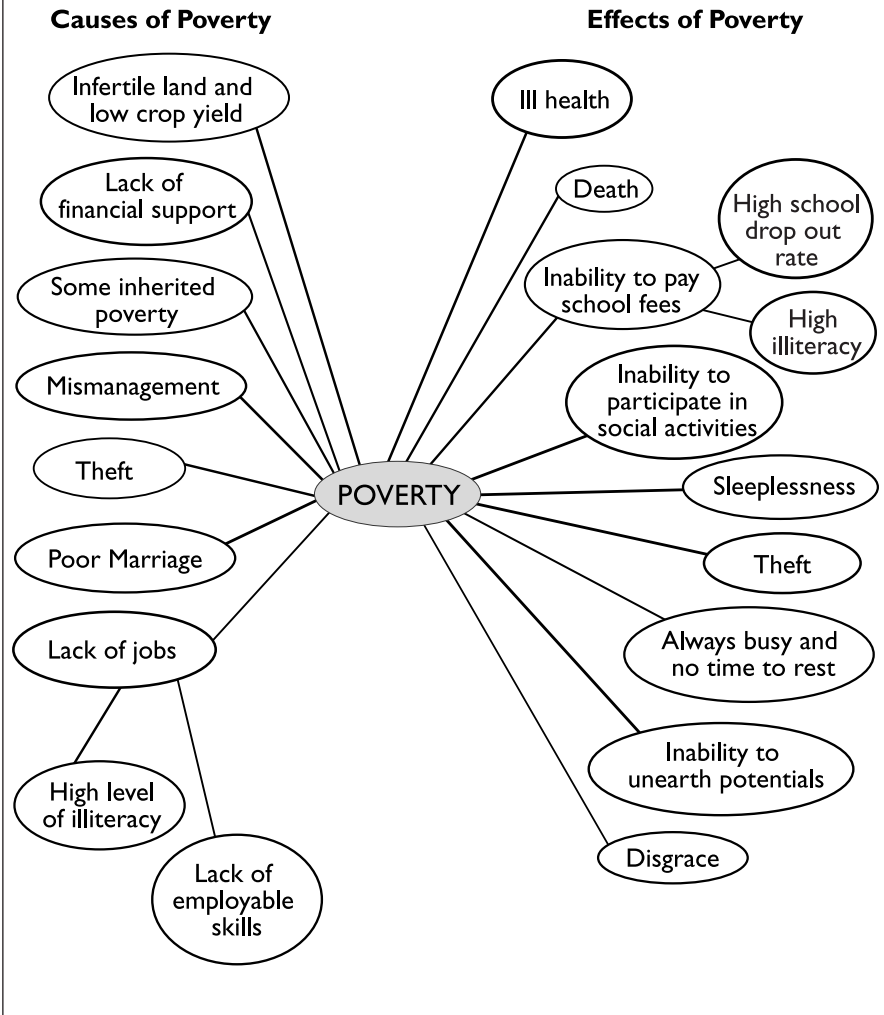 Causes of Poverty
Infertile land and
low crop yield
Lack of
financial support
Some inherited
poverty
Mismanagement
Theft
Poor Marriage
Lack of jobs
High level
of illiteracy
Lack of
employable
skills
POVERTY
Effects of Poverty
Ill health
Death
Inability to pay
school fees
High school
drop out
rate
High
illiteracy
Inability to
participate in
social activities
Sleeplessness
Theft
Always busy and
no time to rest
Inability to
unearth potentials
Disgrace